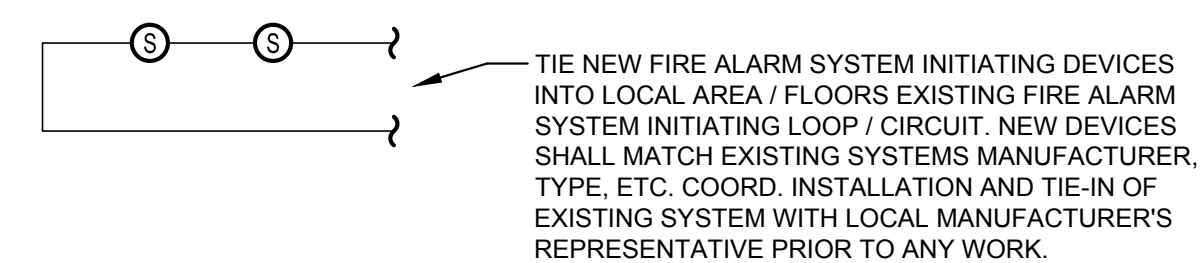 S S
TIE NEW FIRE ALARM SYSTEM INITIATING DEVICES
INTO LOCAL AREA / FLOORS EXISTING FIRE ALARM
SYSTEM INITIATING LOOP / CIRCUIT. NEW DEVICES
SHALL MATCH EXISTING SYSTEMS MANUFACTURER,
TYPE, ETC. COORD. INSTALLATION AND TIE-IN OF
EXISTING SYSTEM WITH LOCAL MANUFACTURER'S
REPRESENTATIVE PRIOR TO ANY WORK.